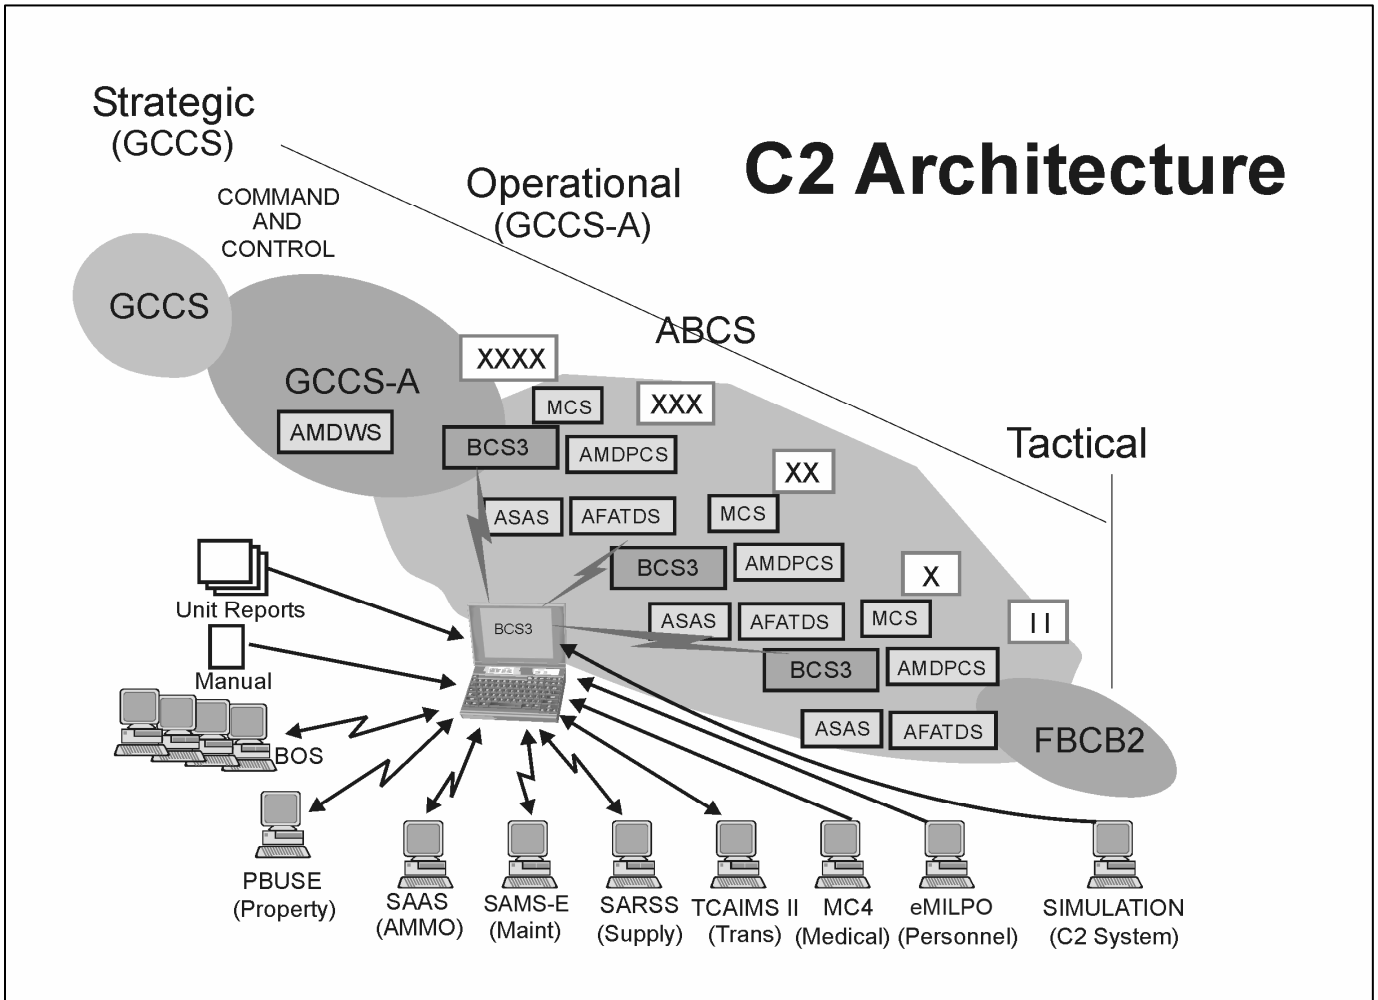 Strategic
(GCCS)
C2 Architecture
Operational
(GCCS-A)
COMMAND
AND
CONTROL
GCCS
ABCS
XXXX
GCCS-A
MCS
XXX
AMDWS
BCS3
AMDPCS
Tactical
XX
ASAS
AFATDS
MCS
BCS3
AMDPCS
X
Unit Reports
BCS3
ASAS
AFATDS
MCS
II
Manual
BCS3
AMDPCS
ASAS
AFATDS
FBCB2
BOS
PBUSE
(Property)
SAAS
(AMMO)
SAMS-E
(Maint)
SARSS
(Supply)
TCAIMS II
(Trans)
MC4
(Medical)
eMILPO
(Personnel)
SIMULATION
(C2 System)